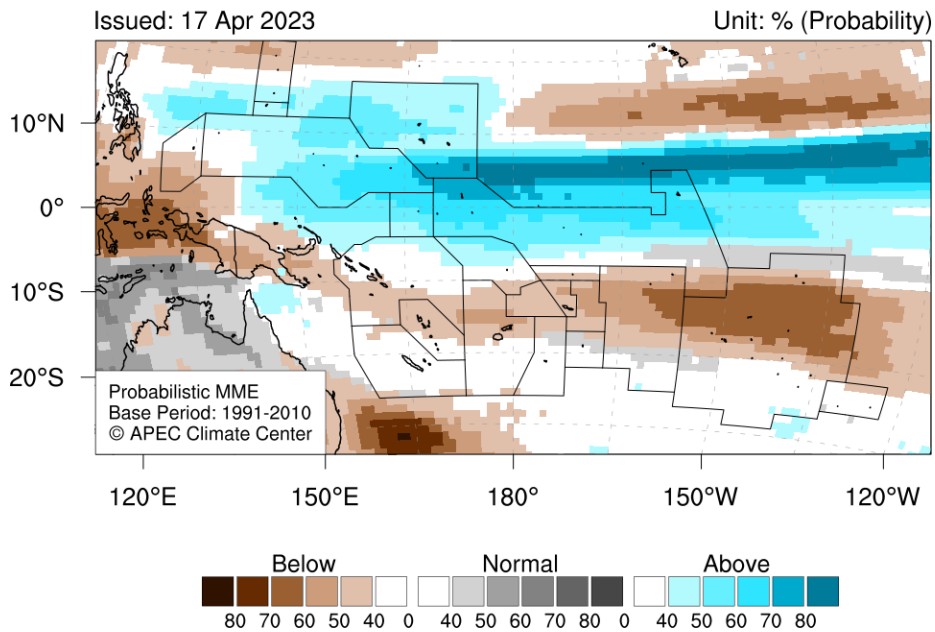 Issued: 17 Apr 2023 Unit: % (Probability)
10°N
0°
10°S
20°S
Probabilistic MME
Base Period: 1991-2010
© APEC Climate Center
120°E 150°E 180° 150°W 120°W
Below Normal Above
80 70 60 50 40 0 40 50 60 70 80 0 40 50 60 70 80